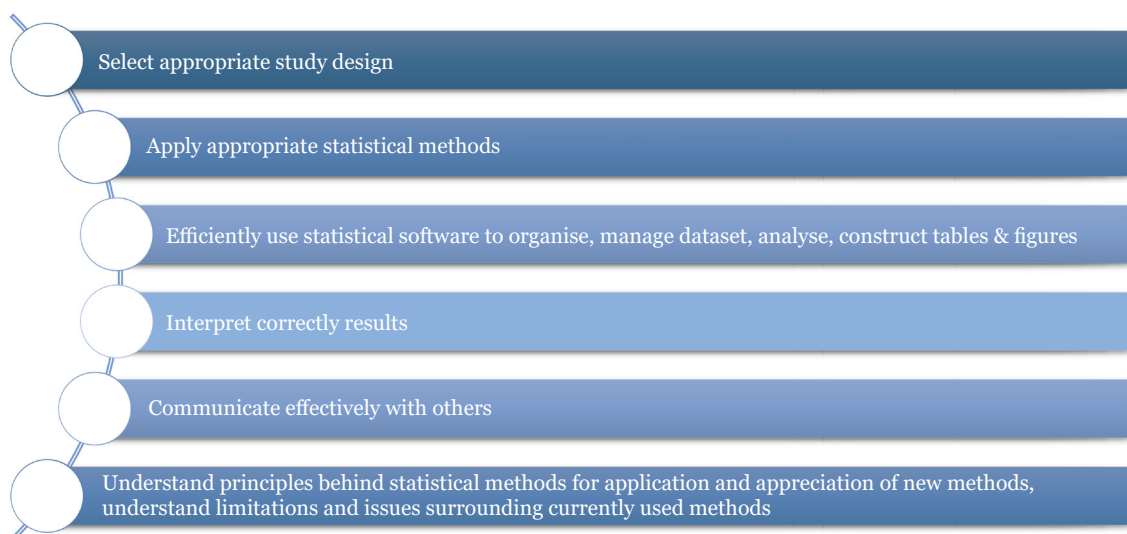 Select appropriate study design
Apply appropriate statistical methods
Efficiently use statistical software to organise, manage dataset, analyse, construct tables & figures
Interpret correctly results
Communicate effectively with others
Understand principles behind statistical methods for application and appreciation of new methods,
understand limitations and issues surrounding currently used methods